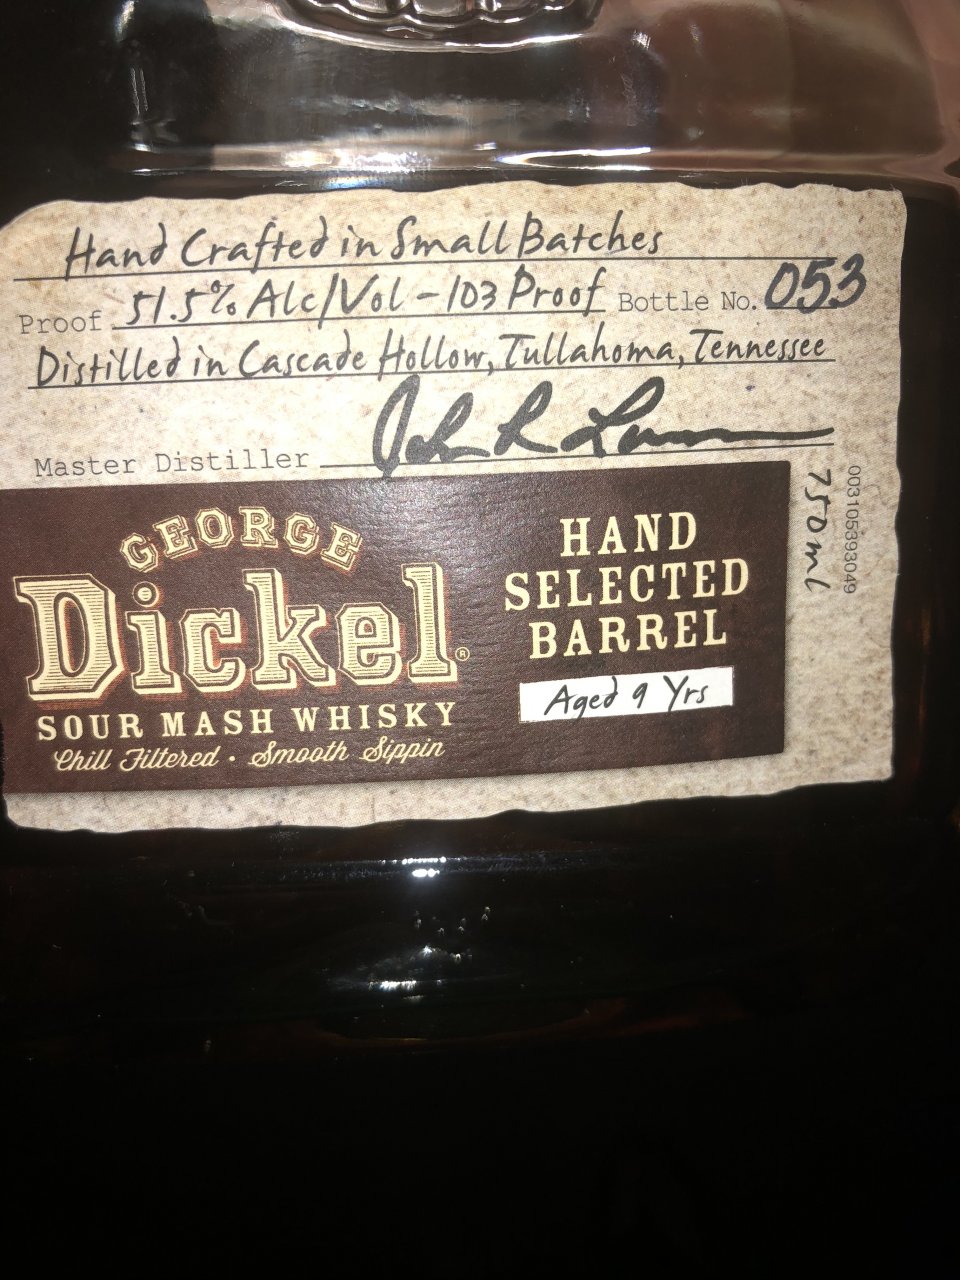 Hand Crafted in Small Batches
Proof 51.5% Alc/Vol - 103 Proof Bottle No. 053
Distilled in Cascade Hollow, Tullahoma, Tennessee
Master Distiller
GEORGE
Dickel®
SOUR MASH WHISKY
Chill Filtered • Smooth Sippin
HAND
SELECTED
BARREL
Aged 9 Yrs
750ml
003105393049